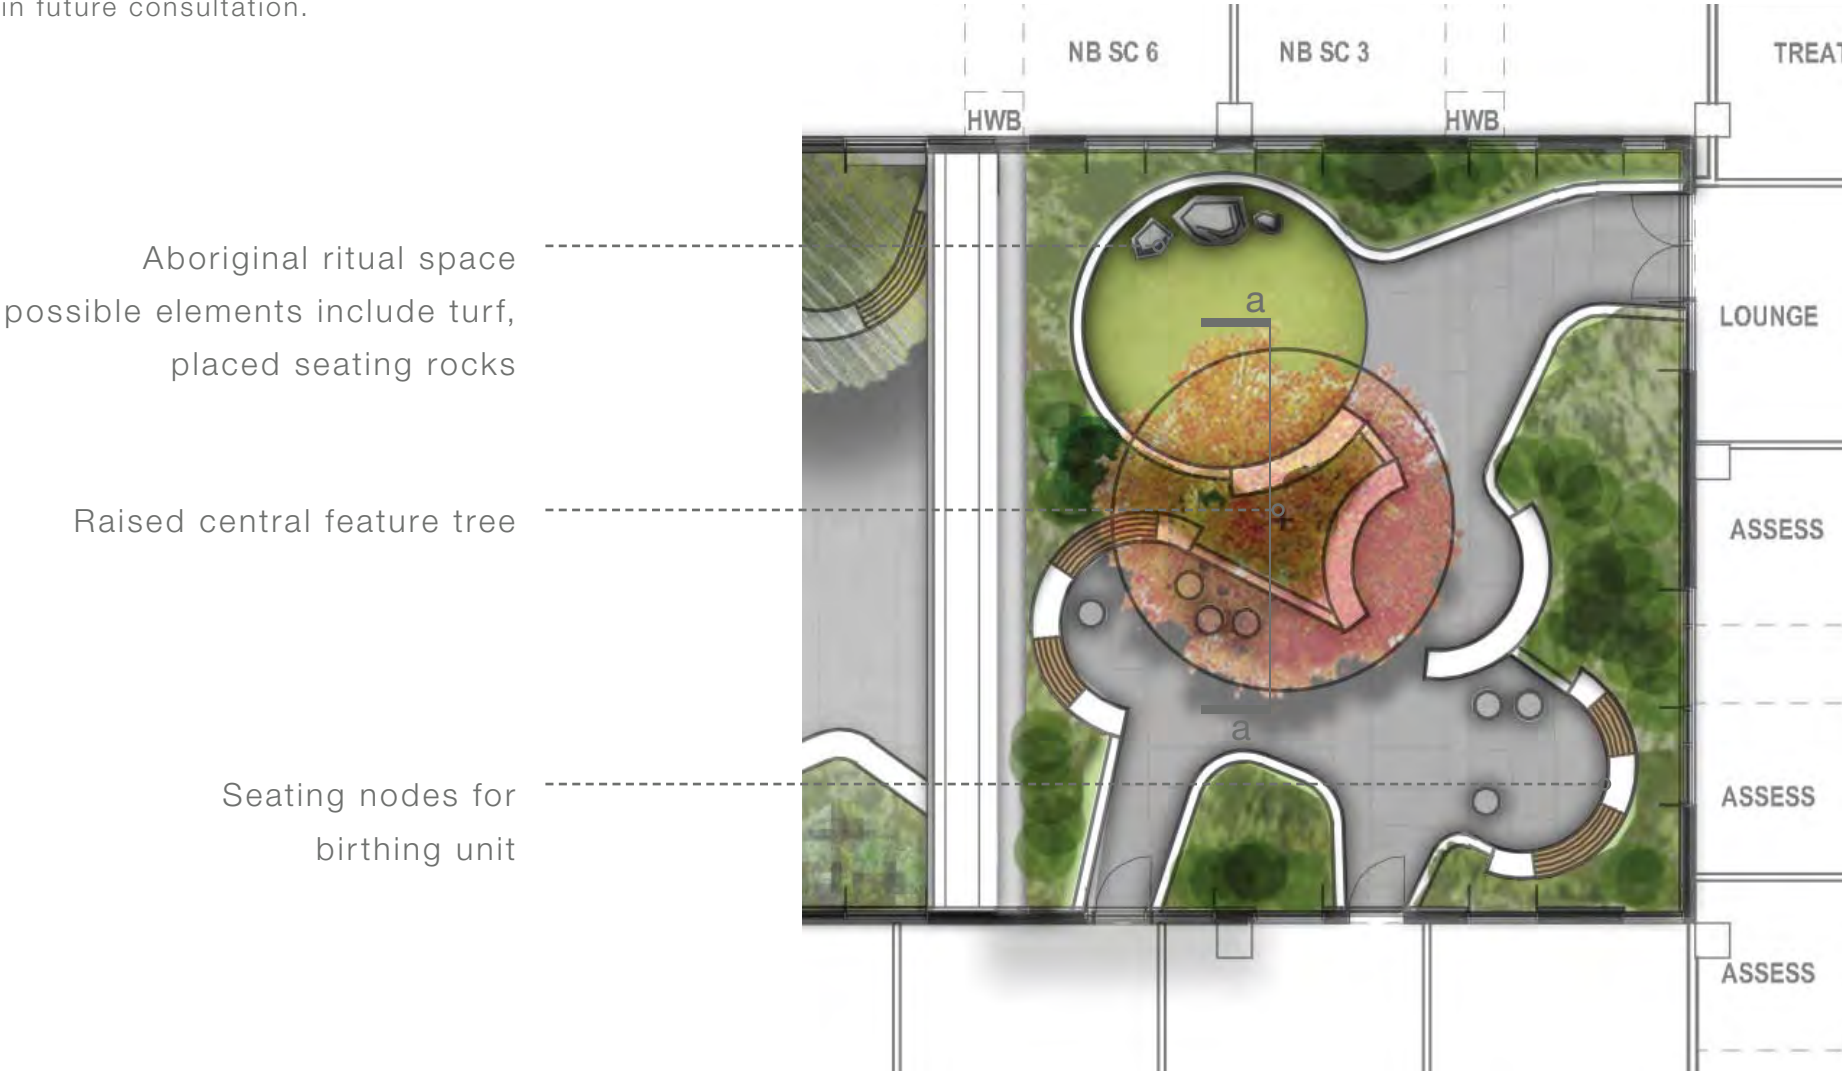 in future consultation.
NB SC 6
NB SC 3
TREAT
HWB
HWB
Aboriginal ritual space
possible elements include turf,
placed seating rocks
a
LOUNGE
Raised central feature tree
ASSESS
a
Seating nodes for
birthing unit
ASSESS
ASSESS